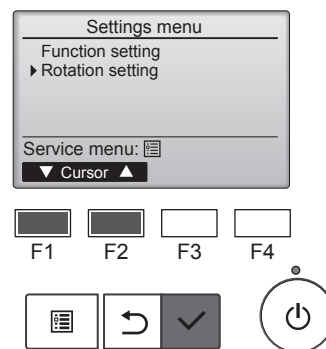 Settings menu
Function setting
Rotation setting
Service menu:
▼ Cursor ▲
F1 F2 F3 F4